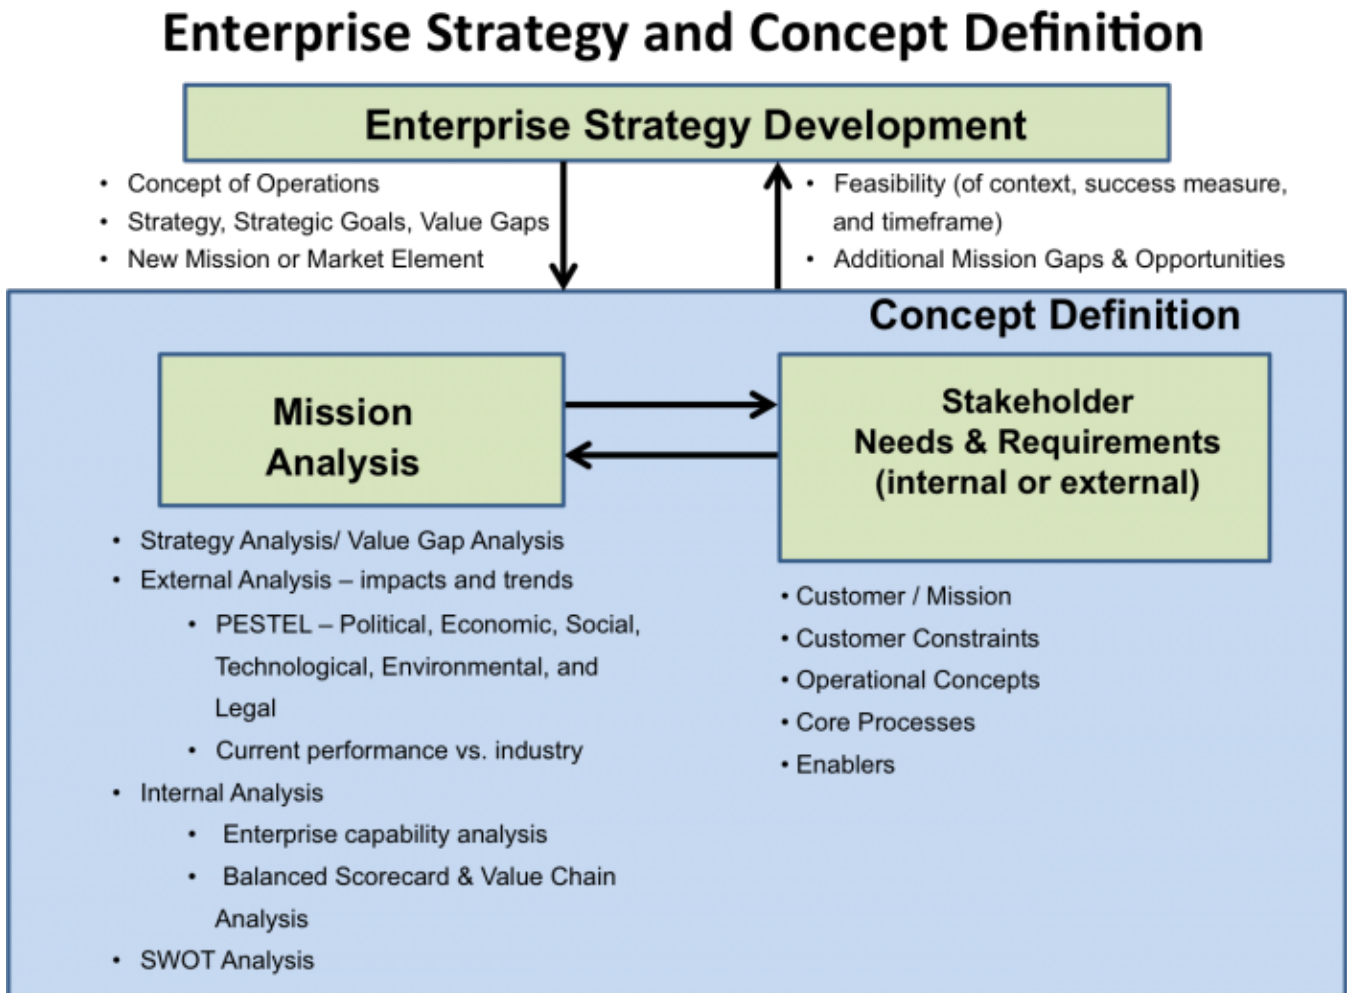 Enterprise Strategy and Concept Definition
Enterprise Strategy Development
• Concept of Operations
• Strategy, Strategic Goals, Value Gaps
• New Mission or Market Element
• Feasibility (of context, success measure,
and timeframe)
• Additional Mission Gaps & Opportunities
Concept Definition
Mission
Analysis
• Strategy Analysis/ Value Gap Analysis
• External Analysis – impacts and trends
• PESTEL – Political, Economic, Social,
Technological, Environmental, and
Legal
• Current performance vs. industry
• Internal Analysis
• Enterprise capability analysis
• Balanced Scorecard & Value Chain
Analysis
• SWOT Analysis
Stakeholder
Needs & Requirements
(internal or external)
• Customer / Mission
• Customer Constraints
• Operational Concepts
• Core Processes
• Enablers